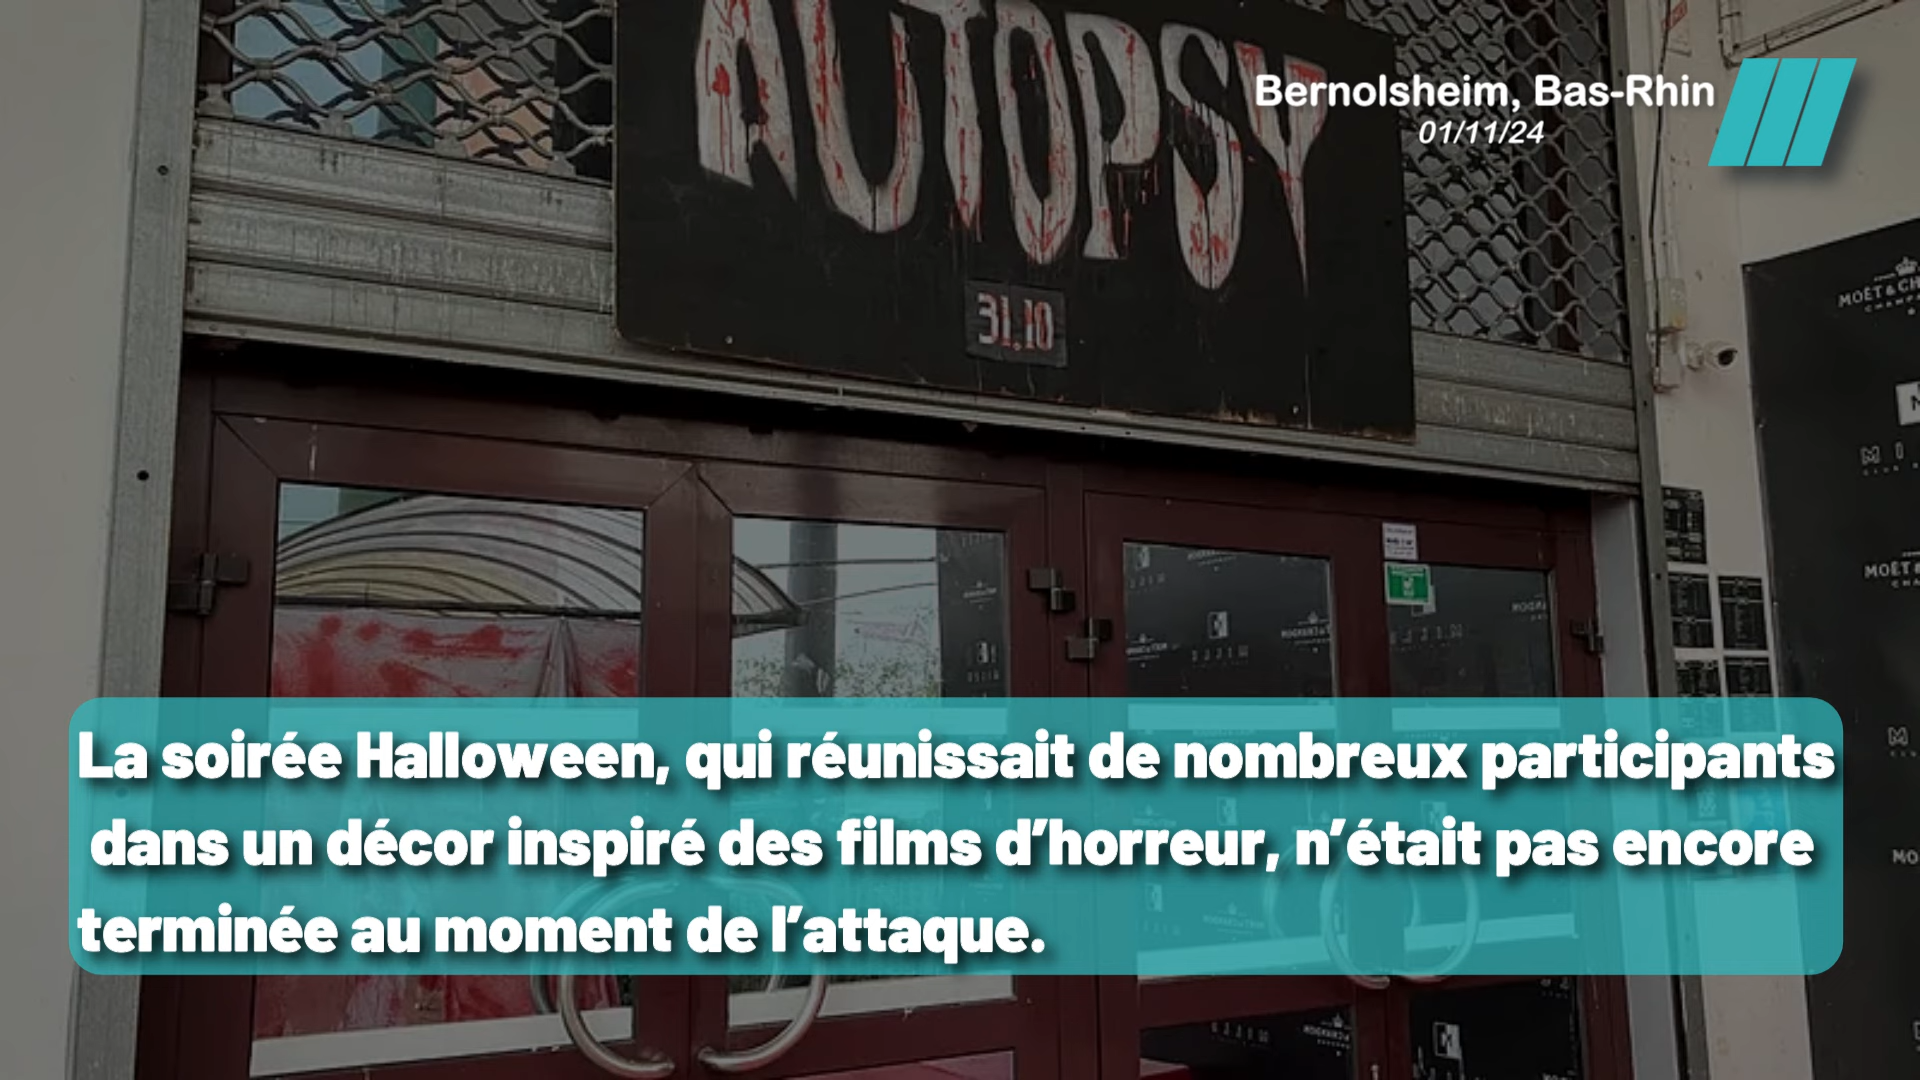 AUTOPSY
Bernolsheim, Bas-Rhin
01/11/24
31.10
La soirée Halloween, qui réunissait de nombreux participants
dans un décor inspiré des films d’horreur, n’était pas encore
terminée au moment de l’attaque.